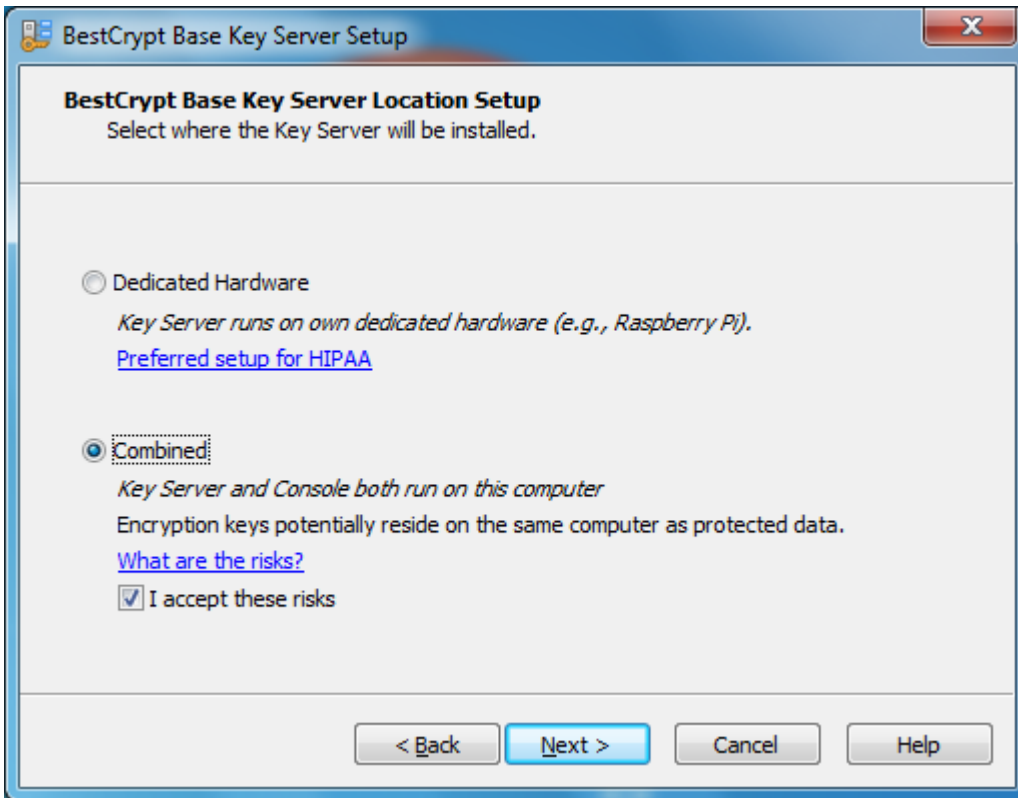 BestCrypt Base Key Server Setup
BestCrypt Base Key Server Location Setup
Select where the Key Server will be installed.
Dedicated Hardware
Key Server runs on own dedicated hardware (e.g., Raspberry Pi).
Preferred setup for HIPAA
Combined
Key Server and Console both run on this computer
Encryption keys potentially reside on the same computer as protected data.
What are the risks?
I accept these risks
< Back Next > Cancel Help